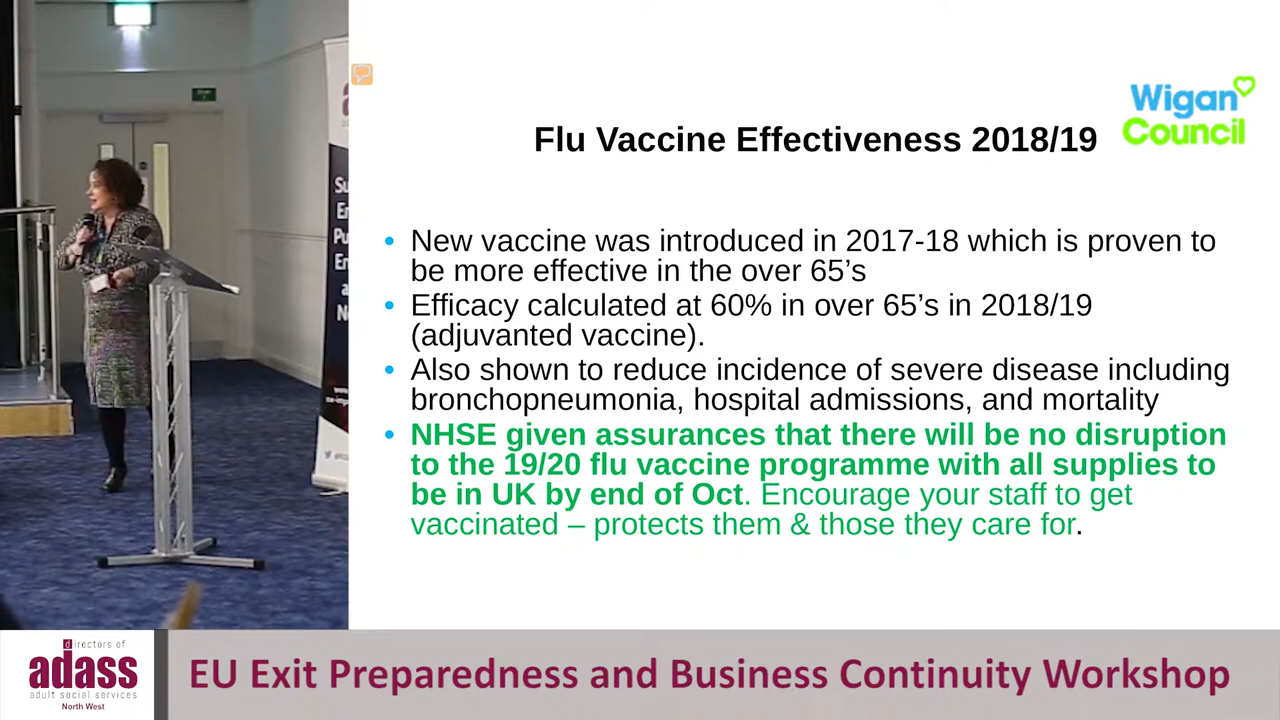 Wigan
Council
Flu Vaccine Effectiveness 2018/19
• New vaccine was introduced in 2017-18 which is proven to
be more effective in the over 65’s
• Efficacy calculated at 60% in over 65’s in 2018/19
(adjuvanted vaccine).
• Also shown to reduce incidence of severe disease including
bronchopneumonia, hospital admissions, and mortality
• NHSE given assurances that there will be no disruption
to the 19/20 flu vaccine programme with all supplies to
be in UK by end of Oct. Encourage your staff to get
vaccinated – protects them & those they care for.
directors of
adass
adult social services
North West
EU Exit Preparedness and Business Continuity Workshop